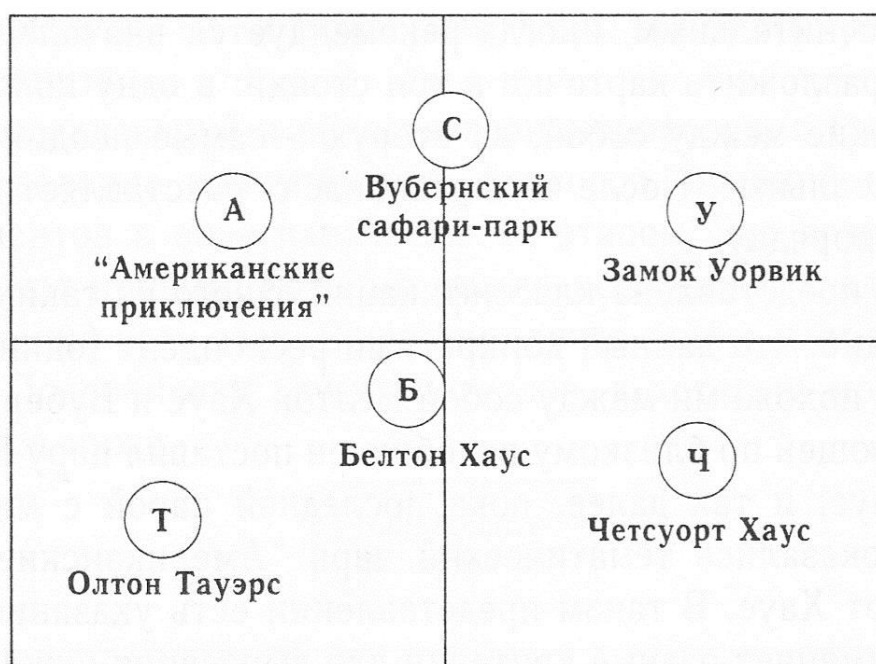 С
Вубернский
сафари-парк
А
“Американские
приключения”
У
Замок Уорвик
Б
Белтон Хаус
Ч
Четсуорт Хаус
Т
Олтон Тауэрс